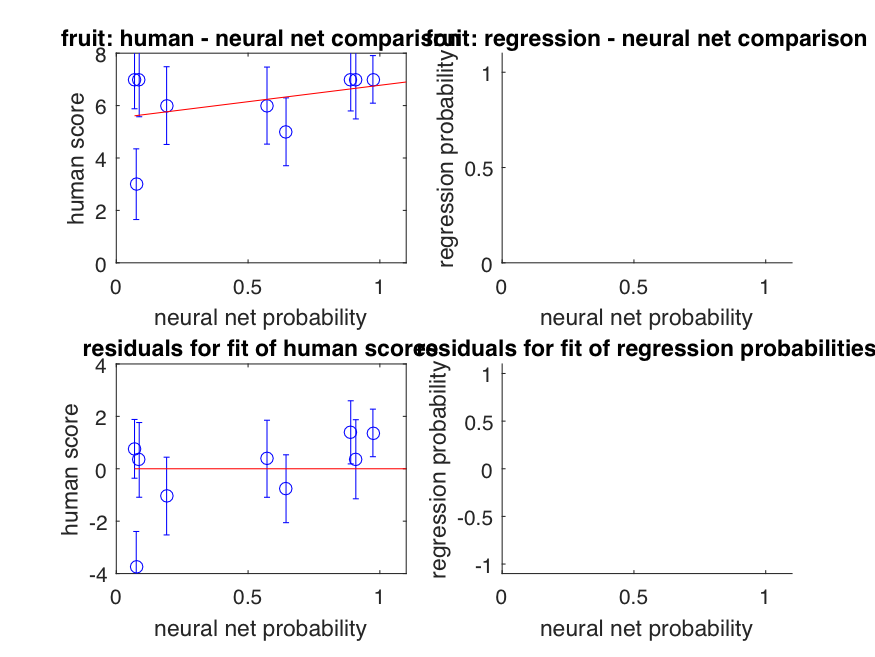 fruit: human - neural net comparison
fruit: regression - neural net comparison
8
6
4
2
0
human score
0
0.5
1
neural net probability
1
0.5
0
regression probability
0
0.5
1
neural net probability
residuals for fit of human scores
residuals for fit of regression probabilities
4
2
0
-2
-4
human score
0
0.5
1
neural net probability
1
0.5
0
-0.5
-1
regression probability
0
0.5
1
neural net probability